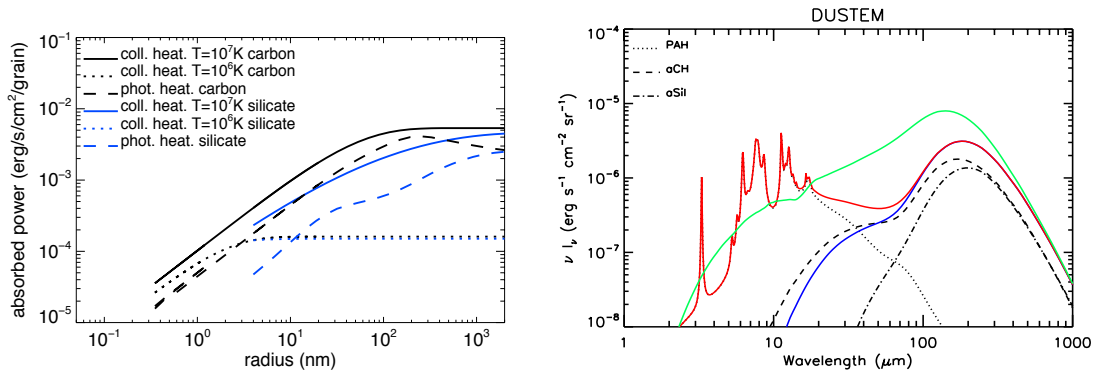 absorbed power (erg/s/cm²/grain)
10⁻¹
10⁻²
10⁻³
10⁻⁴
10⁻⁵
coll. heat. T=10⁷K carbon
coll. heat. T=10⁶K carbon
phot. heat. carbon
coll. heat. T=10⁷K silicate
coll. heat. T=10⁶K silicate
phot. heat. silicate
10⁻¹ 10⁰ 10¹ 10² 10³
radius (nm)
DUSTEM
ν Iν (erg s⁻¹ cm⁻² sr⁻¹)
10⁻⁴
10⁻⁵
10⁻⁶
10⁻⁷
10⁻⁸
PAH
aCH
aSil
1 10 100 1000
Wavelength (μm)